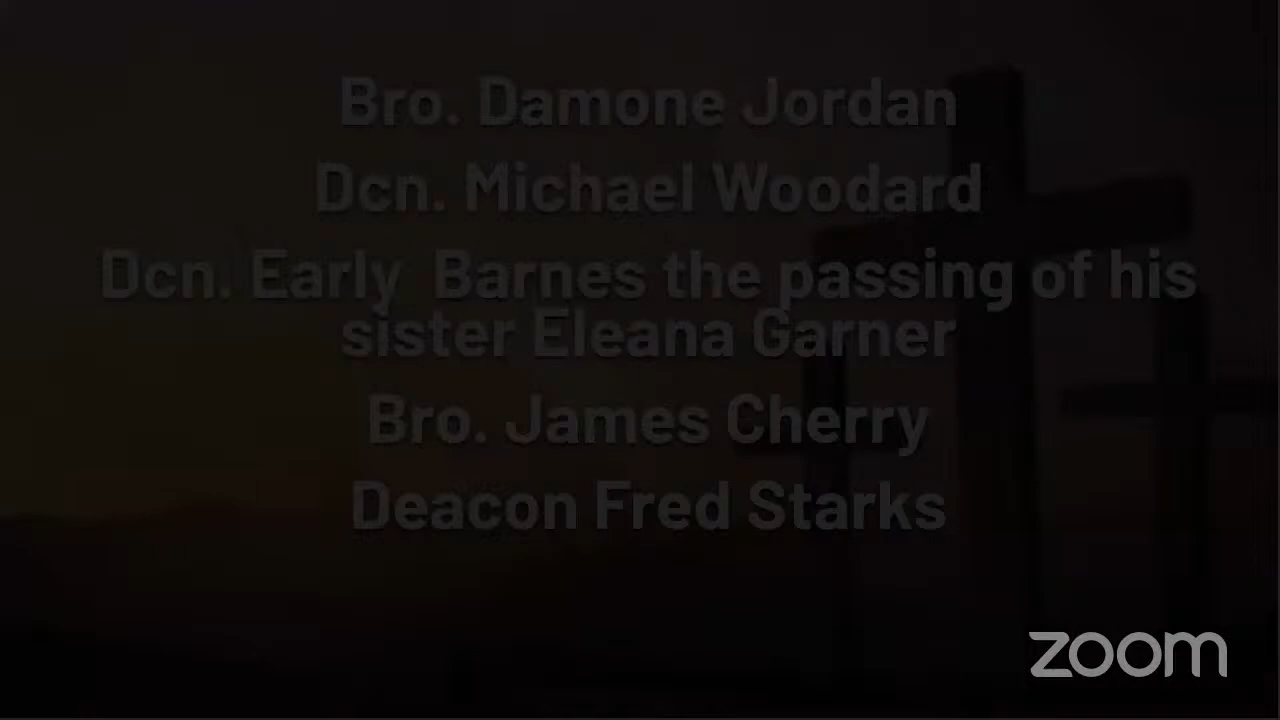 Bro. Damone Jordan
Dcn. Michael Woodard
Dcn. Early Barnes the passing of his
sister Eleana Garner
Bro. James Cherry
Deacon Fred Starks
zoom